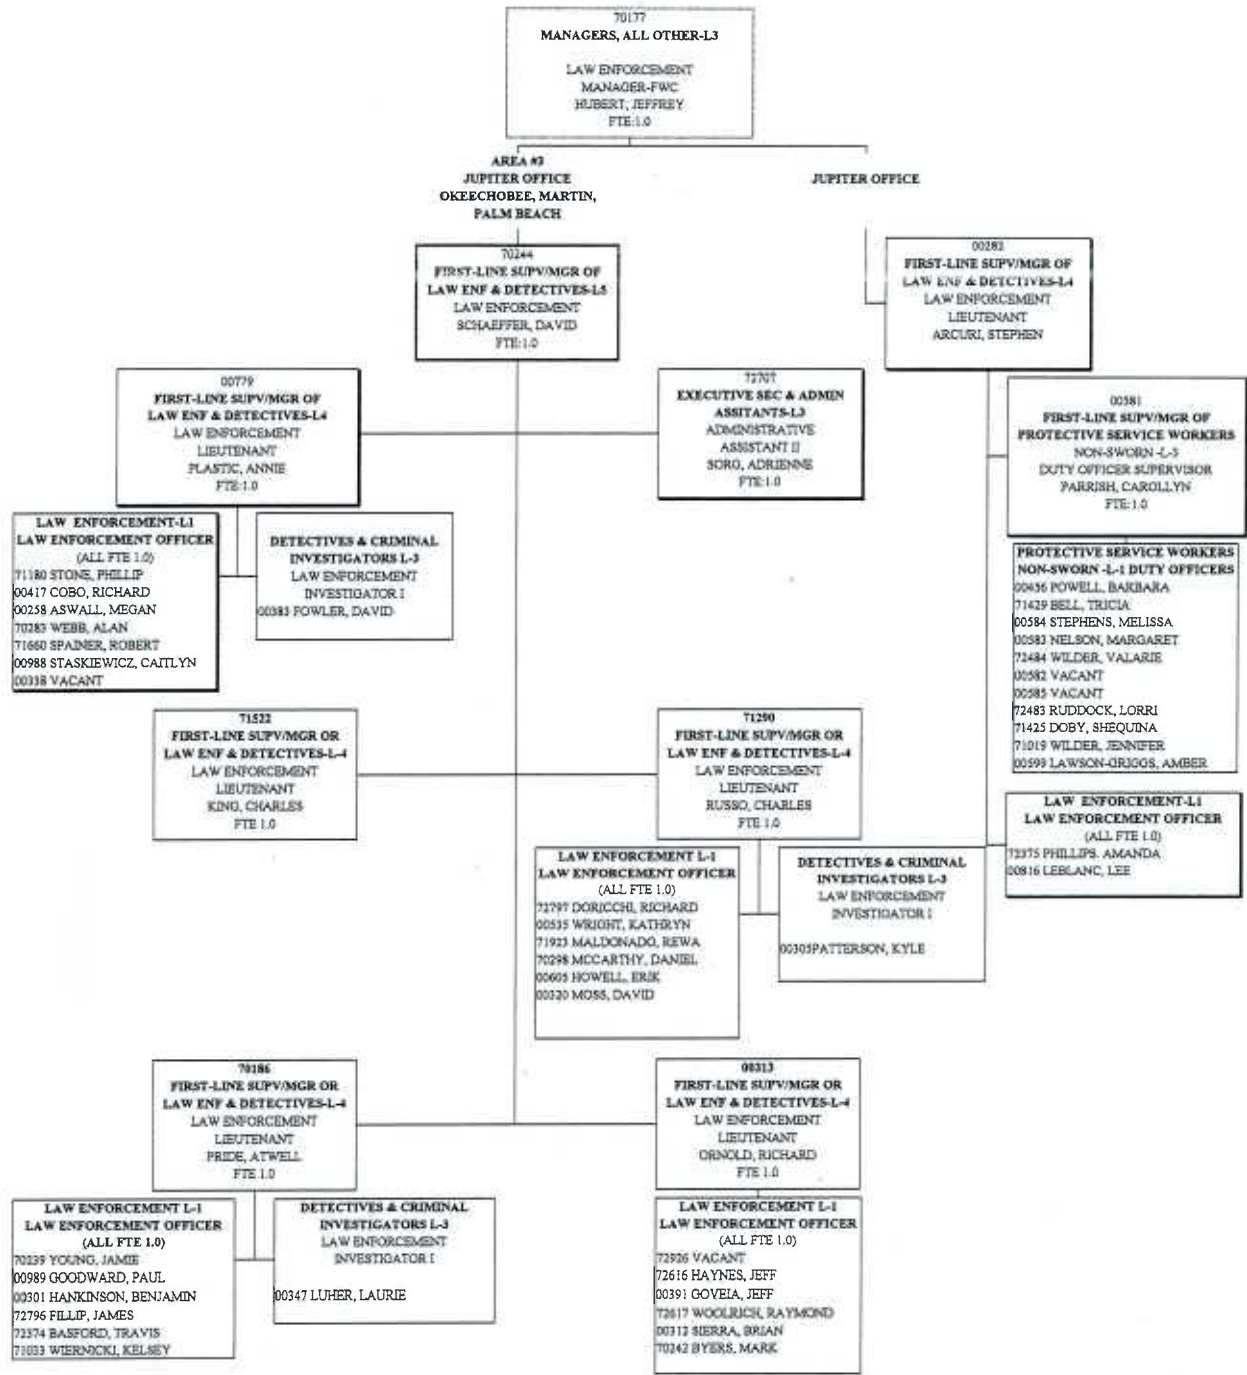 70177
MANAGERS, ALL OTHER-L3
LAW ENFORCEMENT
MANAGER-FWC
HUBERT, JEFFREY
FTE:1.0
AREA #3
JUPITER OFFICE
OKEECHOBEE, MARTIN,
PALM BEACH
JUPITER OFFICE
70244
FIRST-LINE SUPV/MGR OF
LAW ENF & DETECTIVES-L5
LAW ENFORCEMENT
SCHAEFFER, DAVID
FTE:1.0
00282
FIRST-LINE SUPV/MGR OF
LAW ENF & DETCTIVES-L4
LAW ENFORCEMENT
LIEUTENANT
ARCURI, STEPHEN
00779
FIRST-LINE SUPV/MGR OF
LAW ENF & DETECTIVES-L4
LAW ENFORCEMENT
LIEUTENANT
PLASTIC, ANNIE
FTE:1.0
72707
EXECUTIVE SEC & ADMIN
ASSITANTS-L3
ADMINISTRATIVE
ASSISTANT II
SORG, ADRIENNE
FTE:1.0
00581
FIRST-LINE SUPV/MGR OF
PROTECTIVE SERVICE WORKERS
NON-SWORN -L-3
DUTY OFFICER SUPERVISOR
PARRISH, CAROLLYN
FTE:1.0
LAW ENFORCEMENT-L1
LAW ENFORCEMENT OFFICER
(ALL FTE 1.0)
71180 STONE, PHILLIP
00417 COBO, RICHARD
00258 ASWALL, MEGAN
70283 WEBB, ALAN
71660 SPAINER, ROBERT
00988 STASKIEWICZ, CAITLYN
00338 VACANT
DETECTIVES & CRIMINAL
INVESTIGATORS L-3
LAW ENFORCEMENT
INVESTIGATOR I
00383 FOWLER, DAVID
PROTECTIVE SERVICE WORKERS
NON-SWORN -L-1 DUTY OFFICERS
00456 POWELL, BARBARA
71429 BELL, TRICIA
00584 STEPHENS, MELISSA
00583 NELSON, MARGARET
72484 WILDER, VALARIE
00582 VACANT
00585 VACANT
72483 RUDDOCK, LORRI
71425 DOBY, SHEQUINA
71019 WILDER, JENNIFER
00599 LAWSON-GRIGGS, AMBER
71522
FIRST-LINE SUPV/MGR OR
LAW ENF & DETECTIVES-L-4
LAW ENFORCEMENT
LIEUTENANT
KING, CHARLES
FTE 1.0
71290
FIRST-LINE SUPV/MGR OR
LAW ENF & DETECTIVES-L-4
LAW ENFORCEMENT
LIEUTENANT
RUSSO, CHARLES
FTE 1.0
LAW ENFORCEMENT-L1
LAW ENFORCEMENT OFFICER
(ALL FTE 1.0)
72375 PHILLIPS. AMANDA
00816 LEBLANC, LEE
LAW ENFORCEMENT L-1
LAW ENFORCEMENT OFFICER
(ALL FTE 1.0)
72797 DORICCHI, RICHARD
00535 WRIGHT, KATHRYN
71923 MALDONADO, REWA
70298 MCCARTHY, DANIEL
00605 HOWELL, ERIK
00320 MOSS, DAVID
DETECTIVES & CRIMINAL
INVESTIGATORS L-3
LAW ENFORCEMENT
INVESTIGATOR I
00305PATTERSON, KYLE
70186
FIRST-LINE SUPV/MGR OR
LAW ENF & DETECTIVES-L-4
LAW ENFORCEMENT
LIEUTENANT
PRIDE, ATWELL
FTE 1.0
00313
FIRST-LINE SUPV/MGR OR
LAW ENF & DETECTIVES-L-4
LAW ENFORCEMENT
LIEUTENANT
ORNOLD, RICHARD
FTE 1.0
LAW ENFORCEMENT L-1
LAW ENFORCEMENT OFFICER
(ALL FTE 1.0)
70239 YOUNG, JAMIE
00989 GOODWARD, PAUL
00301 HANKINSON, BENJAMIN
72796 FILLIP, JAMES
72374 BASFORD, TRAVIS
71033 WIERNICKI, KELSEY
DETECTIVES & CRIMINAL
INVESTIGATORS L-3
LAW ENFORCEMENT
INVESTIGATOR I
00347 LUHER, LAURIE
LAW ENFORCEMENT L-1
LAW ENFORCEMENT OFFICER
(ALL FTE 1.0)
72926 VACANT
72616 HAYNES, JEFF
00391 GOVEIA, JEFF
72617 WOOLRICH, RAYMOND
00312 SIERRA, BRIAN
70242 BYERS, MARK